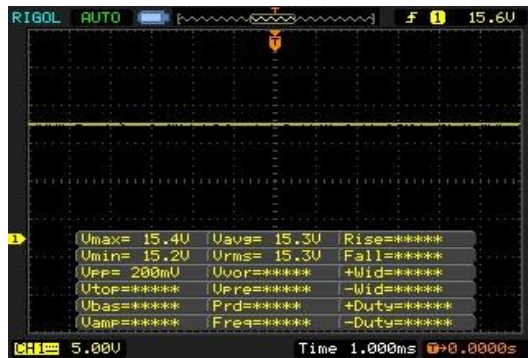 RIGOL AUTO T 1 15.6V
T
1
Vmax= 15.4V Vavg= 15.3V Rise=*****
Vmin= 15.2V Vrms= 15.3V Fall=*****
Vpp= 200mV Vovr=***** +Wid=*****
Vtop=***** Vpre=***** -Wid=*****
Vbas=***** Prd=***** +Duty=*****
Vamp=***** Freq=***** -Duty=*****
CH1 5.00V Time 1.000ms T→0.0000s